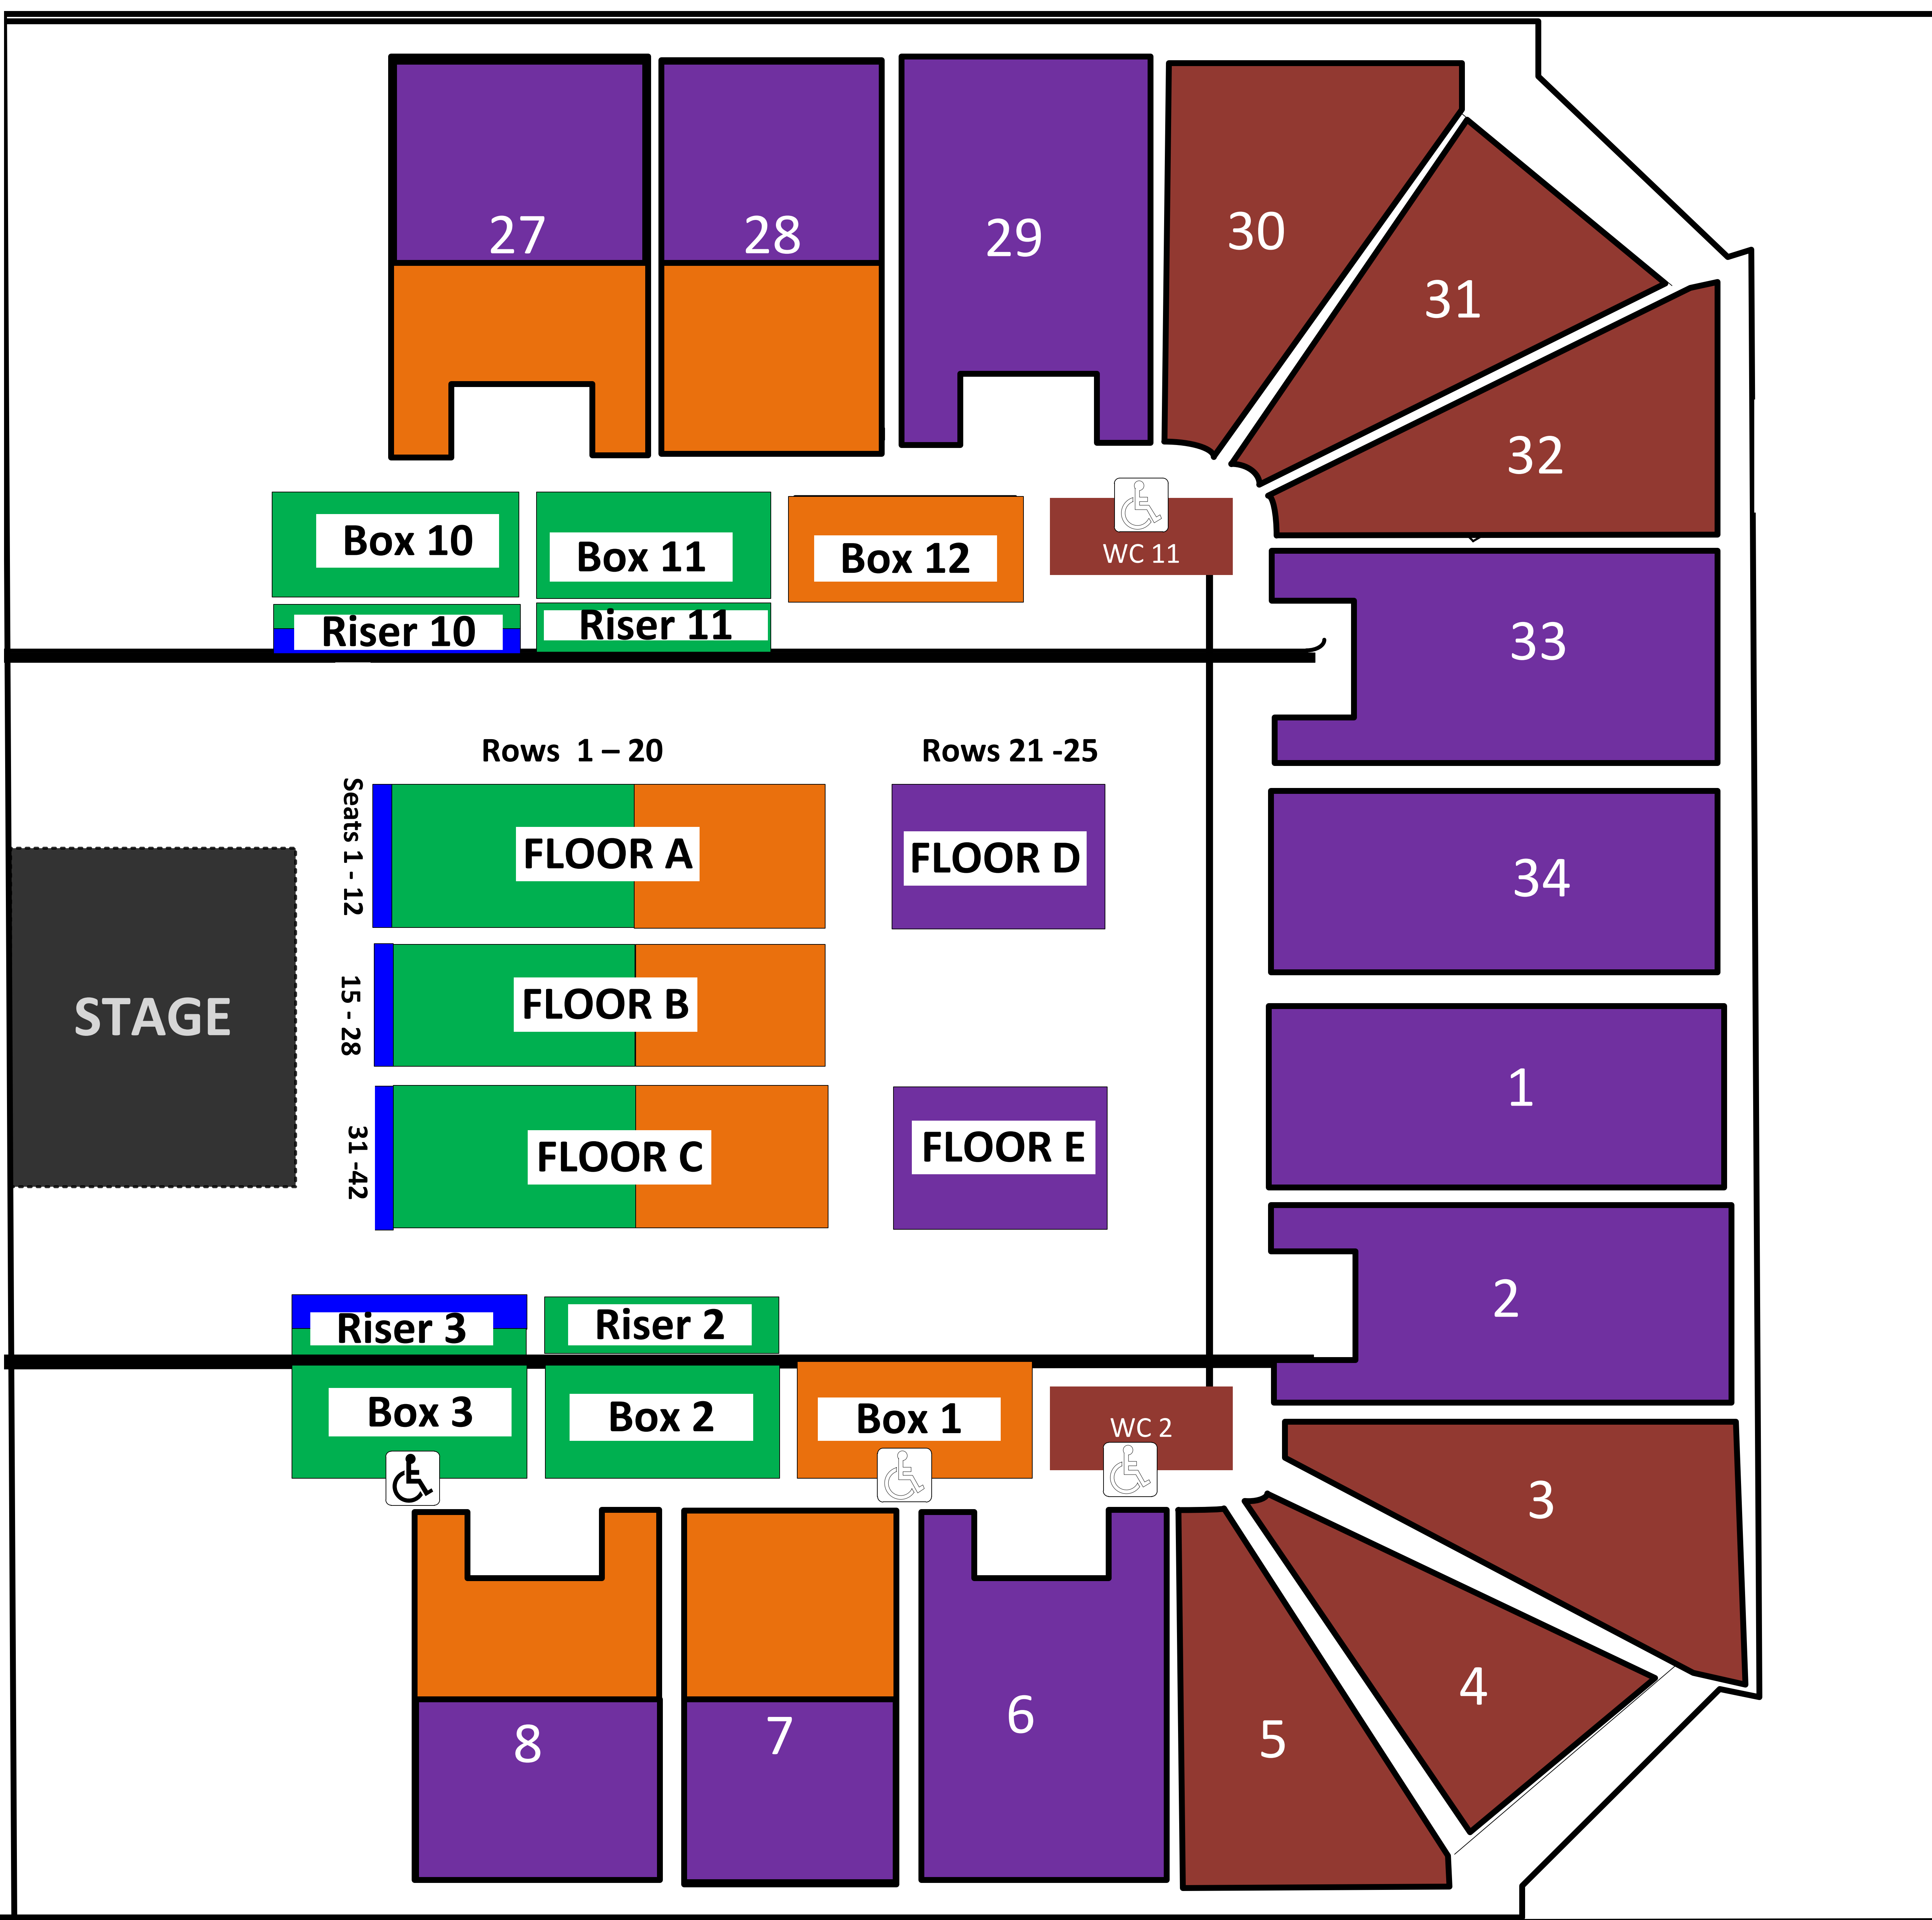 27
28
29
30
31
32
Box 10
Box 11
Box 12
WC 11
Riser 10
Riser 11
33
Rows 1 – 20
Rows 21 -25
Seats 1 - 12
FLOOR A
FLOOR D
34
STAGE
15 - 28
FLOOR B
1
31 -42
FLOOR C
FLOOR E
2
Riser 3
Riser 2
Box 3
Box 2
Box 1
WC 2
3
4
8
7
6
5